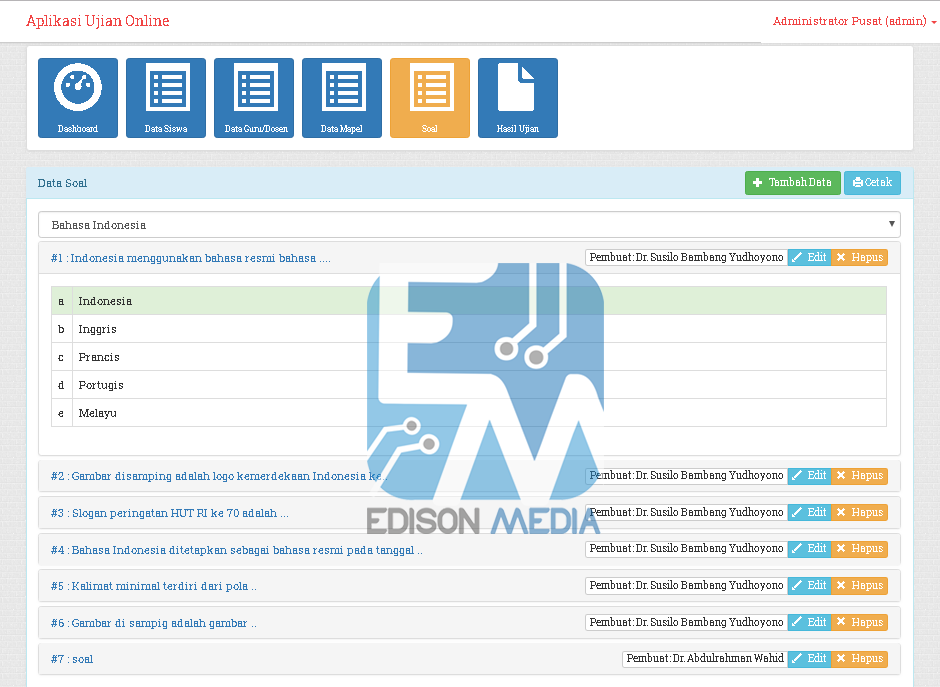 Aplikasi Ujian Online
Administrator Pusat (admin)
Dashboard
Data Siswa
Data Guru/Dosen
Data Mapel
Soal
Hasil Ujian
Data Soal
Tambah Data
Cetak
Bahasa Indonesia
#1 : Indonesia menggunakan bahasa resmi bahasa ....
Pembuat: Dr. Susilo Bambang Yudhoyono Edit Hapus
a Indonesia
b Inggris
c Prancis
d Portugis
e Melayu
#2 : Gambar disamping adalah logo kemerdekaan Indonesia ke..
Pembuat: Dr. Susilo Bambang Yudhoyono Edit Hapus
#3 : Slogan peringatan HUT RI ke 70 adalah ...
Pembuat: Dr. Susilo Bambang Yudhoyono Edit Hapus
EDISON MEDIA
#4 : Bahasa Indonesia ditetapkan sebagai bahasa resmi pada tanggal ..
Pembuat: Dr. Susilo Bambang Yudhoyono Edit Hapus
#5 : Kalimat minimal terdiri dari pola ..
Pembuat: Dr. Susilo Bambang Yudhoyono Edit Hapus
#6 : Gambar di sampig adalah gambar ..
Pembuat: Dr. Susilo Bambang Yudhoyono Edit Hapus
#7 : soal
Pembuat: Dr. Abdulrahman Wahid Edit Hapus